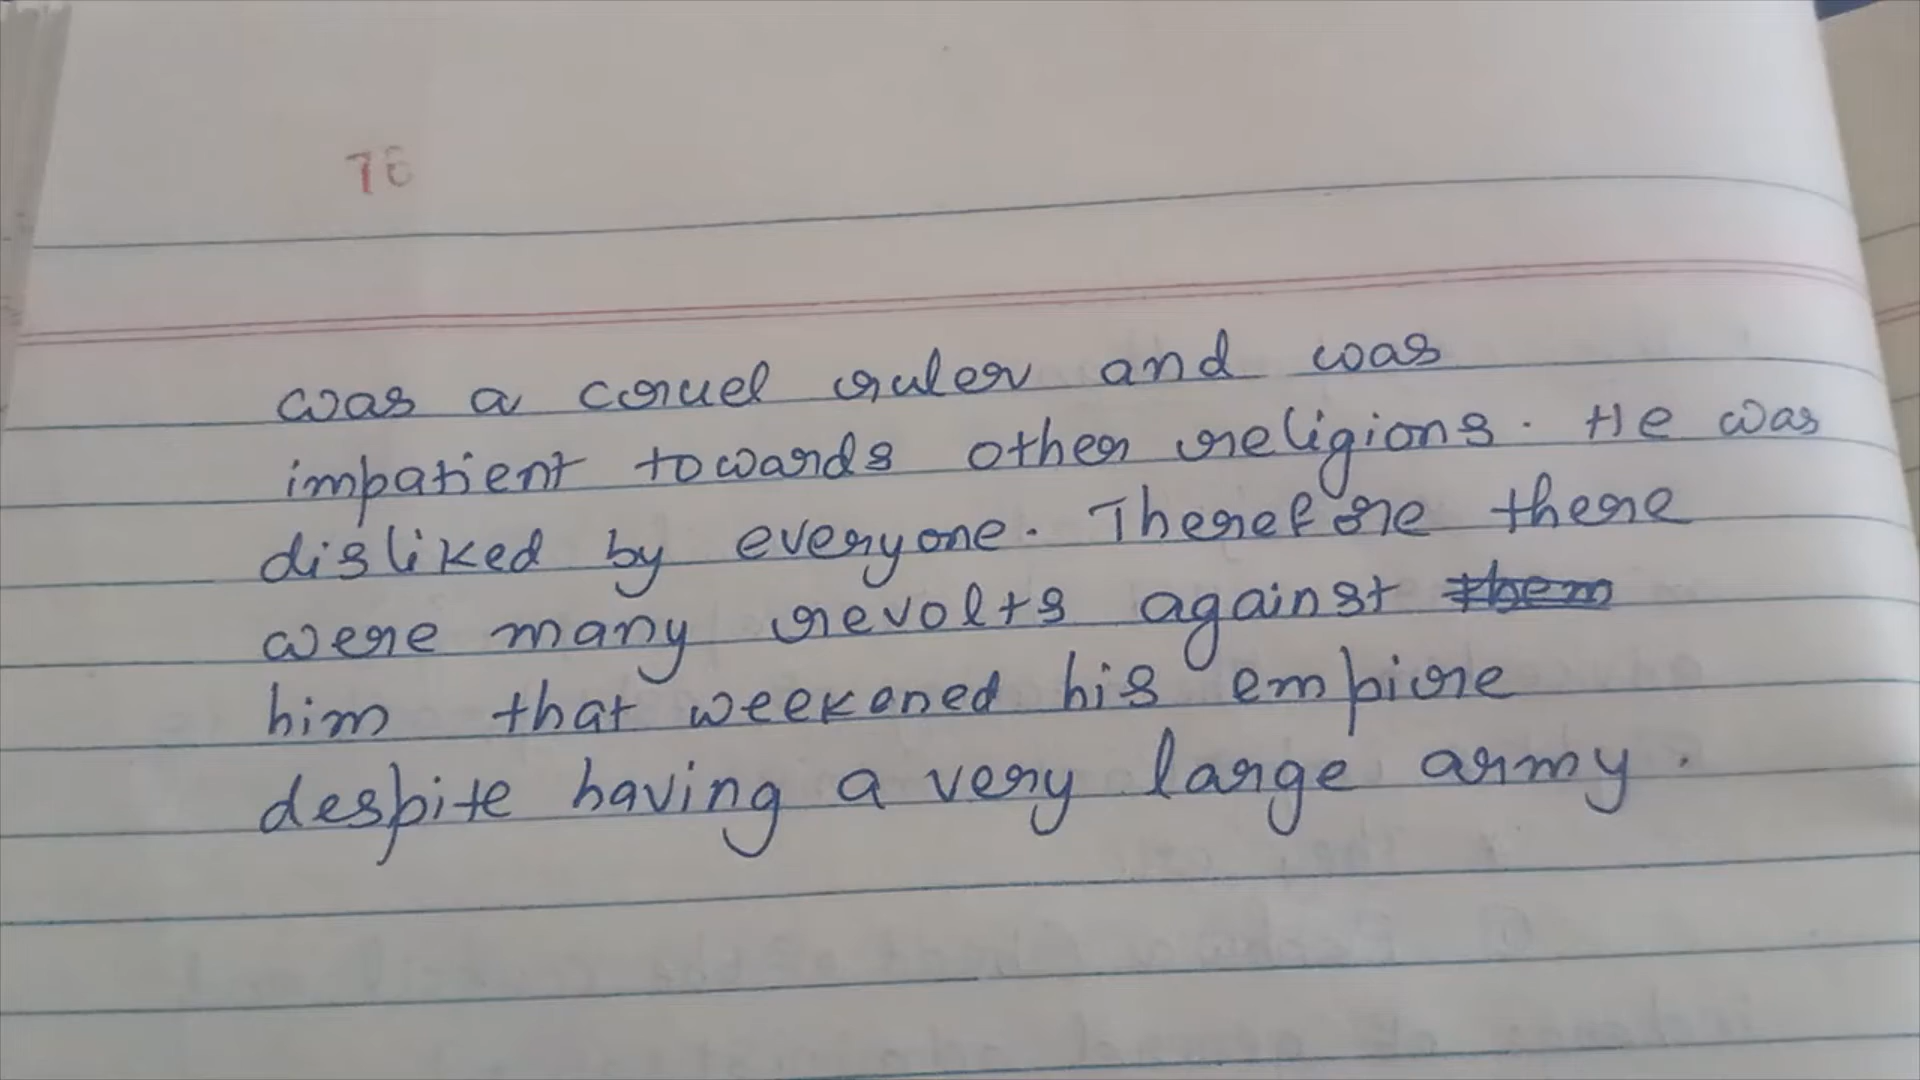 76
was a cruel ruler and was
impatient towards other religions. He was
disliked by everyone. Therefore there
were many revolts against them
him that weekened his empire
despite having a very large army.